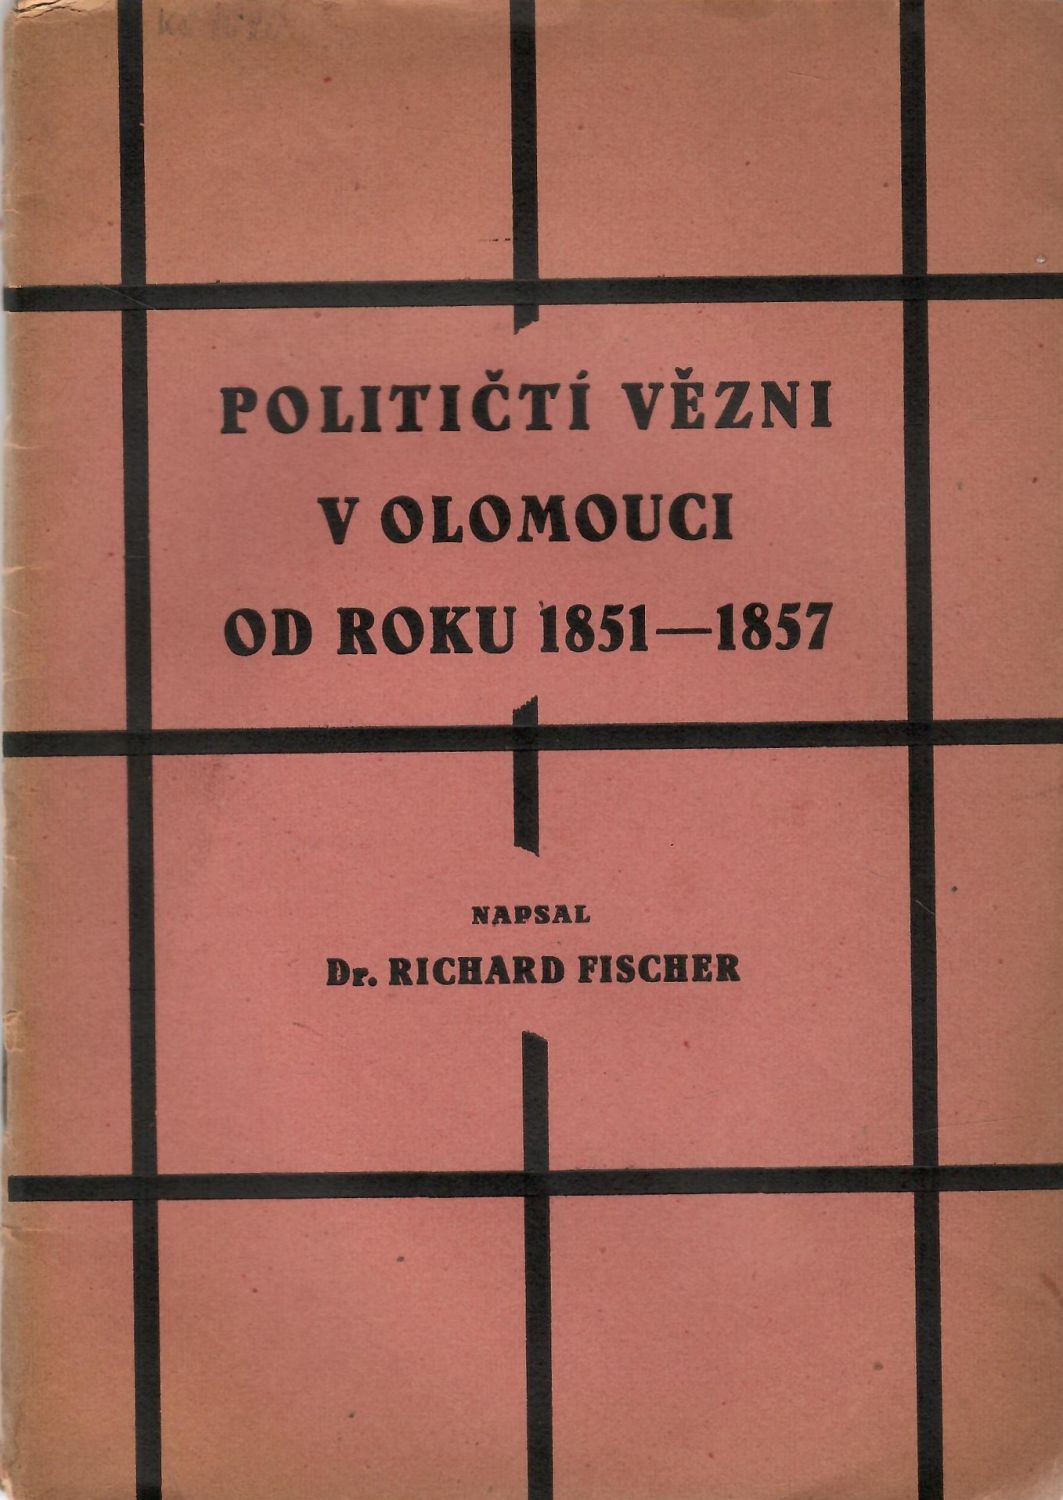 POLITIČTÍ VĚZNI
V OLOMOUCI
OD ROKU 1851—1857
NAPSAL
Dr. RICHARD FISCHER